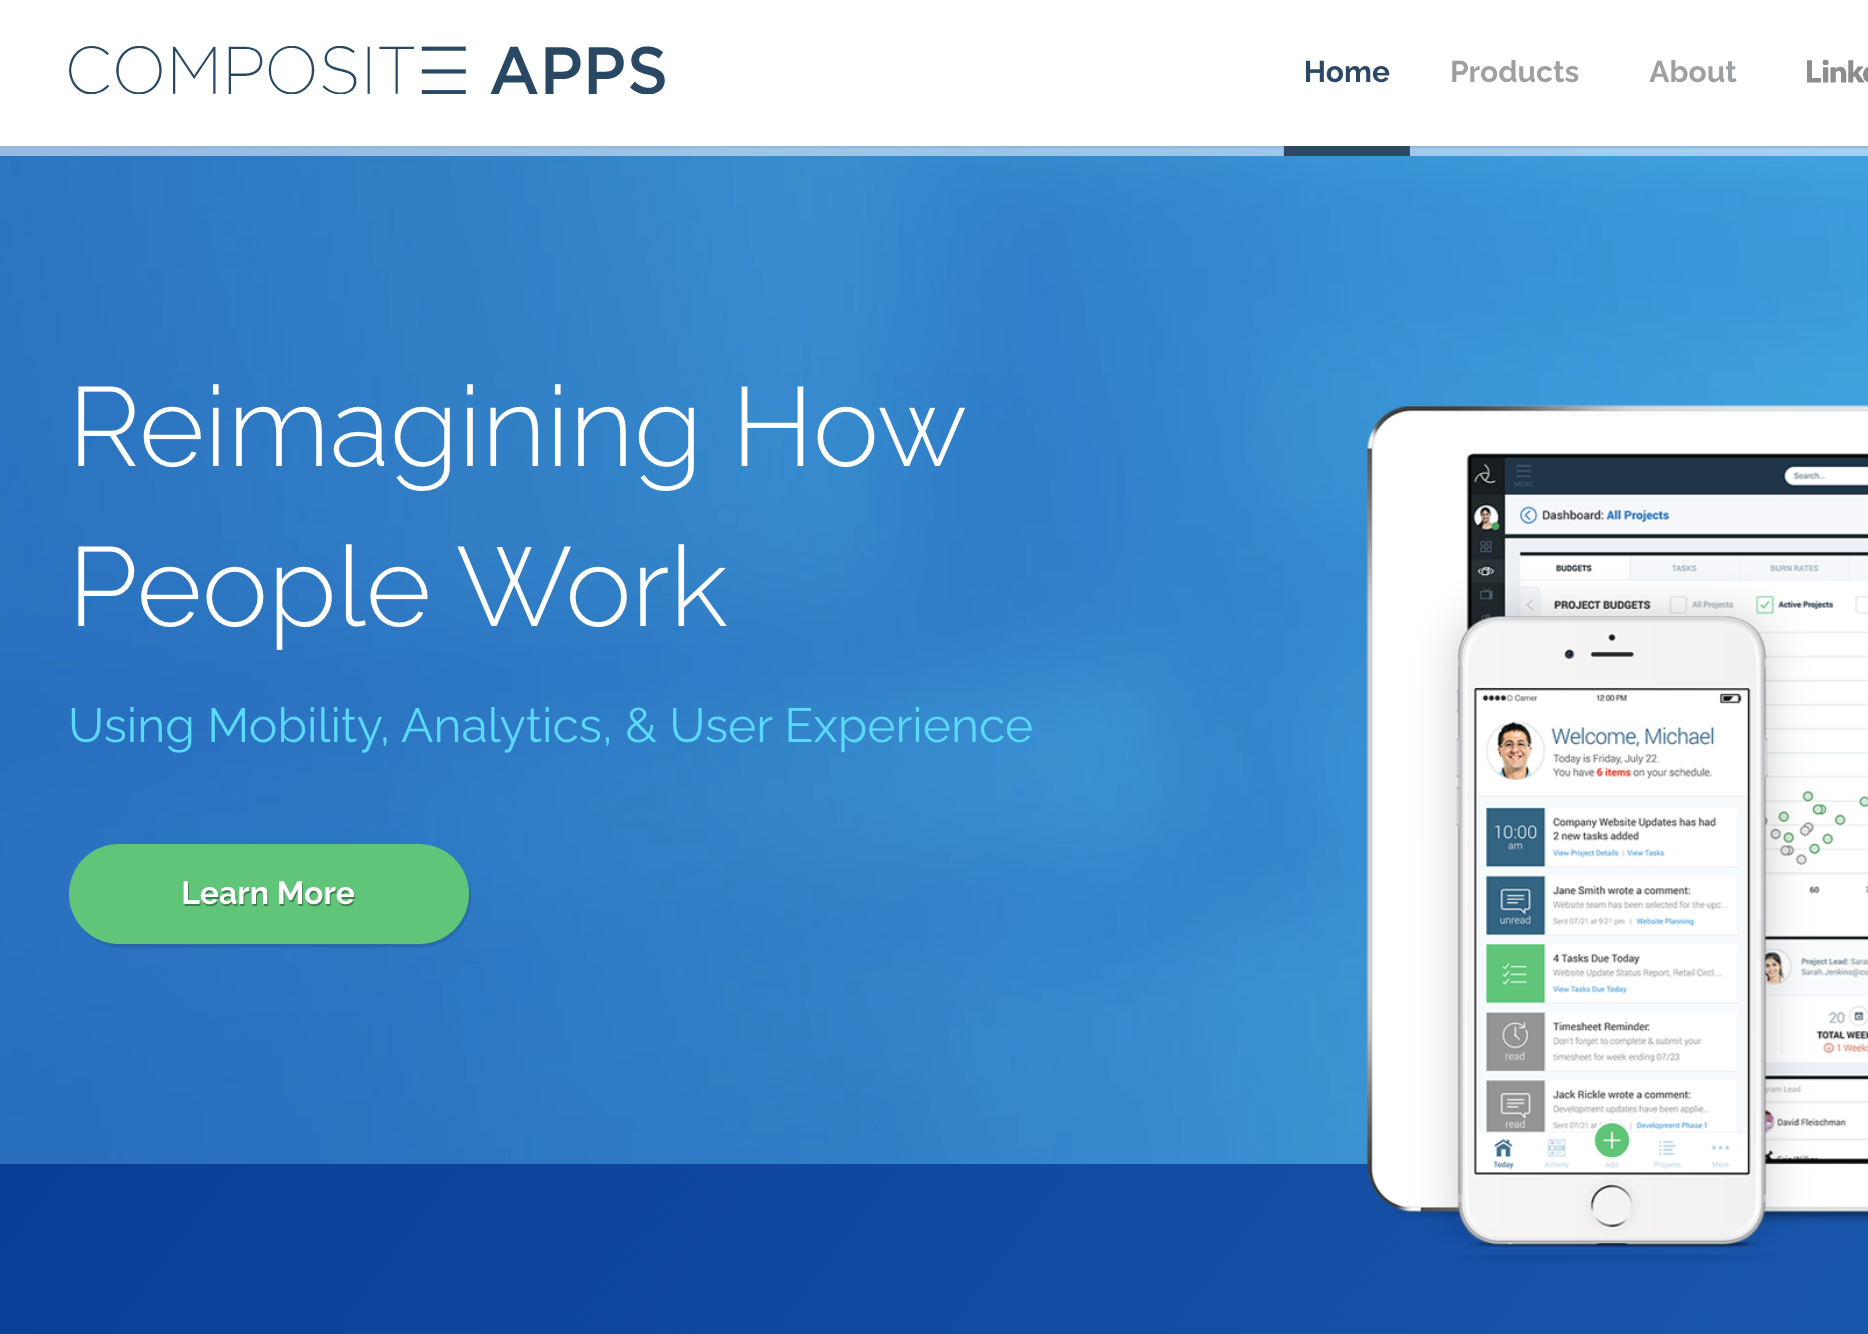 COMPOSITE APPS
Home
Products
About
Reimagining How
People Work
Using Mobility, Analytics, & User Experience
Learn More
MENU
Search...
Dashboard: All Projects
BUDGETS
TASKS
BURN RATES
PROJECT BUDGETS
All Projects
Active Projects
Carrier
12:00 PM
Welcome, Michael
Today is Friday, July 22.
You have 6 items on your schedule.
10:00
am
Company Website Updates has had
2 new tasks added
View Project Details | View Tasks
unread
Jane Smith wrote a comment:
Website team has been selected for the upc...
Sent 07/21 at 9:21 pm | Website Planning
4 Tasks Due Today
Website Update Status Report, Retail Circl...
View Tasks Due Today
read
Timesheet Reminder:
Don't forget to complete & submit your
timesheet for week ending 07/23
read
Jack Rickle wrote a comment:
Development updates have been applie...
Sent 07/21 at | Development Phase 1
Today
Activity
Add
Projects
More
60
Project Lead:
20
TOTAL
1
Lead
David Fleischman